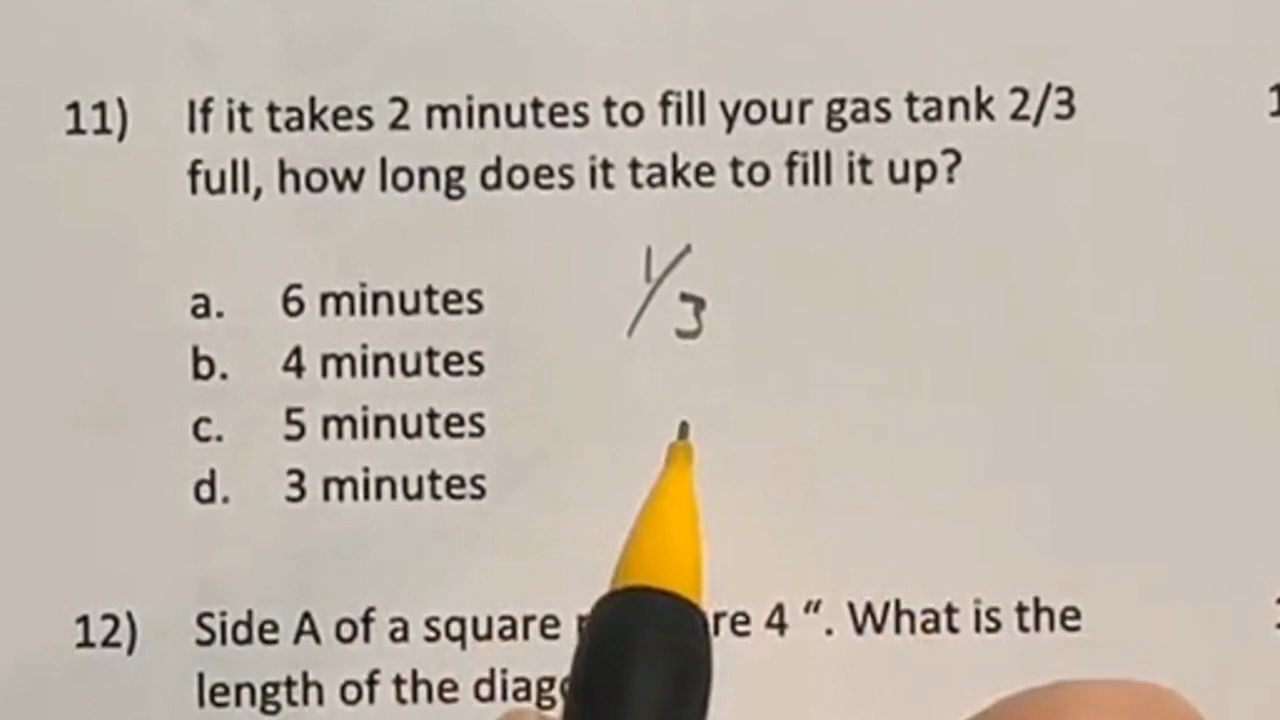 11) If it takes 2 minutes to fill your gas tank 2/3
full, how long does it take to fill it up?
1/3
a. 6 minutes
b. 4 minutes
c. 5 minutes
d. 3 minutes
12) Side A of a square re 4 “. What is the
length of the diag